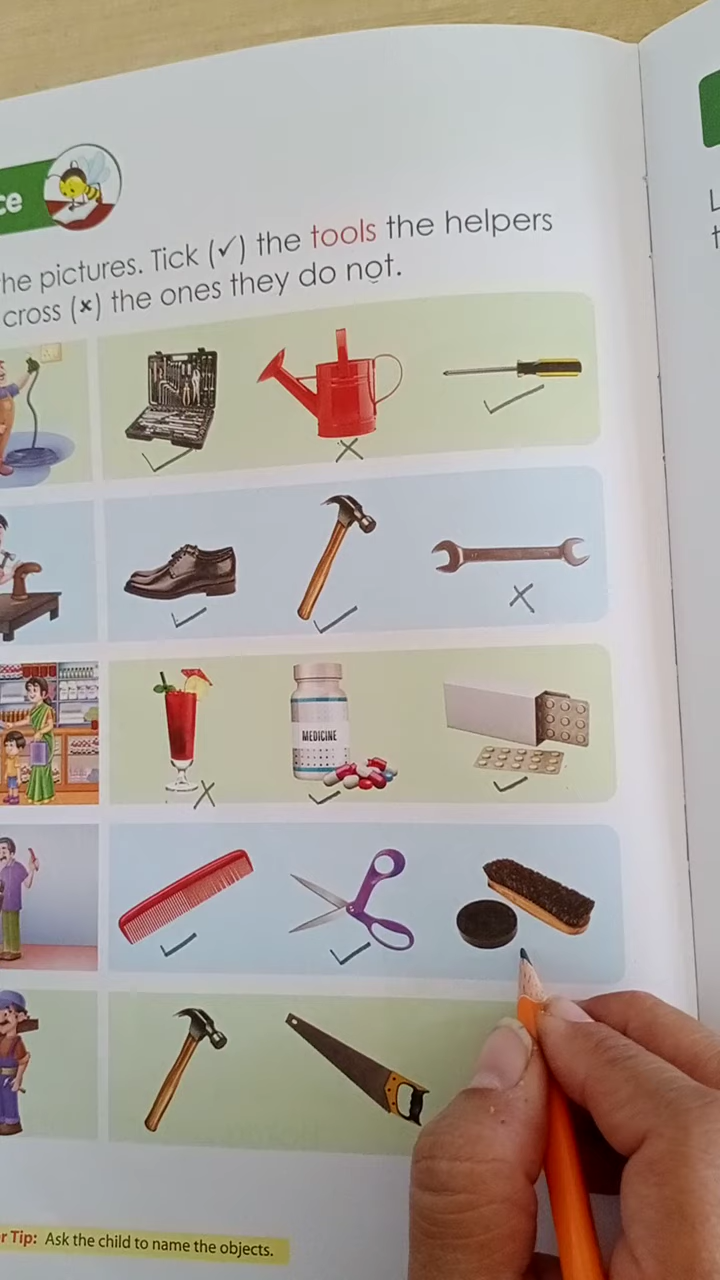 ce
he pictures. Tick (✓) the tools the helpers
cross (×) the ones they do not.
MEDICINE
r Tip: Ask the child to name the objects.